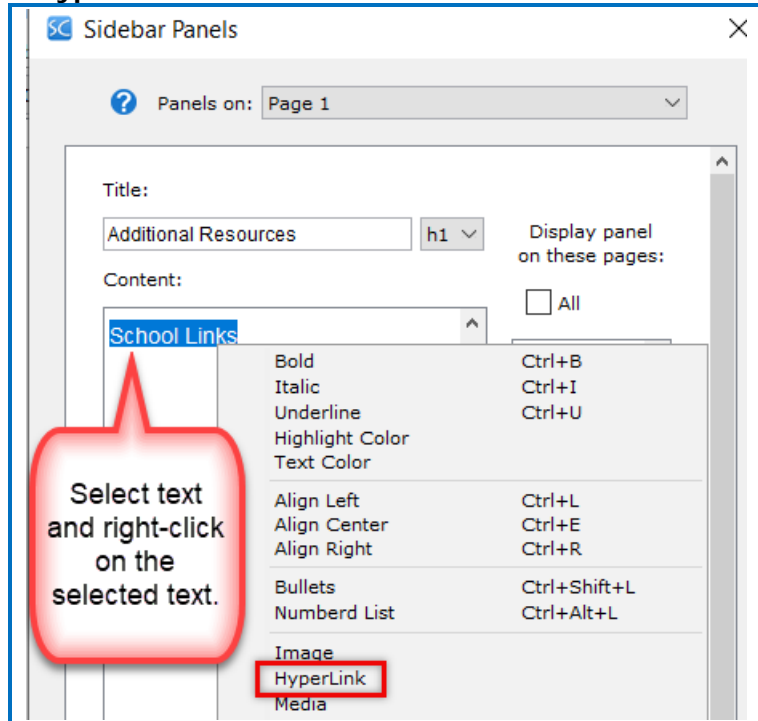 SC Sidebar Panels
? Panels on: Page 1
Title:
Additional Resources h1
Display panel
on these pages:
Content:
All
School Links
Bold Ctrl+B
Italic Ctrl+I
Underline Ctrl+U
Highlight Color
Text Color
Align Left Ctrl+L
Align Center Ctrl+E
Align Right Ctrl+R
Bullets Ctrl+Shift+L
Numberd List Ctrl+Alt+L
Image
HyperLink
Media
Select text
and right-click
on the
selected text.